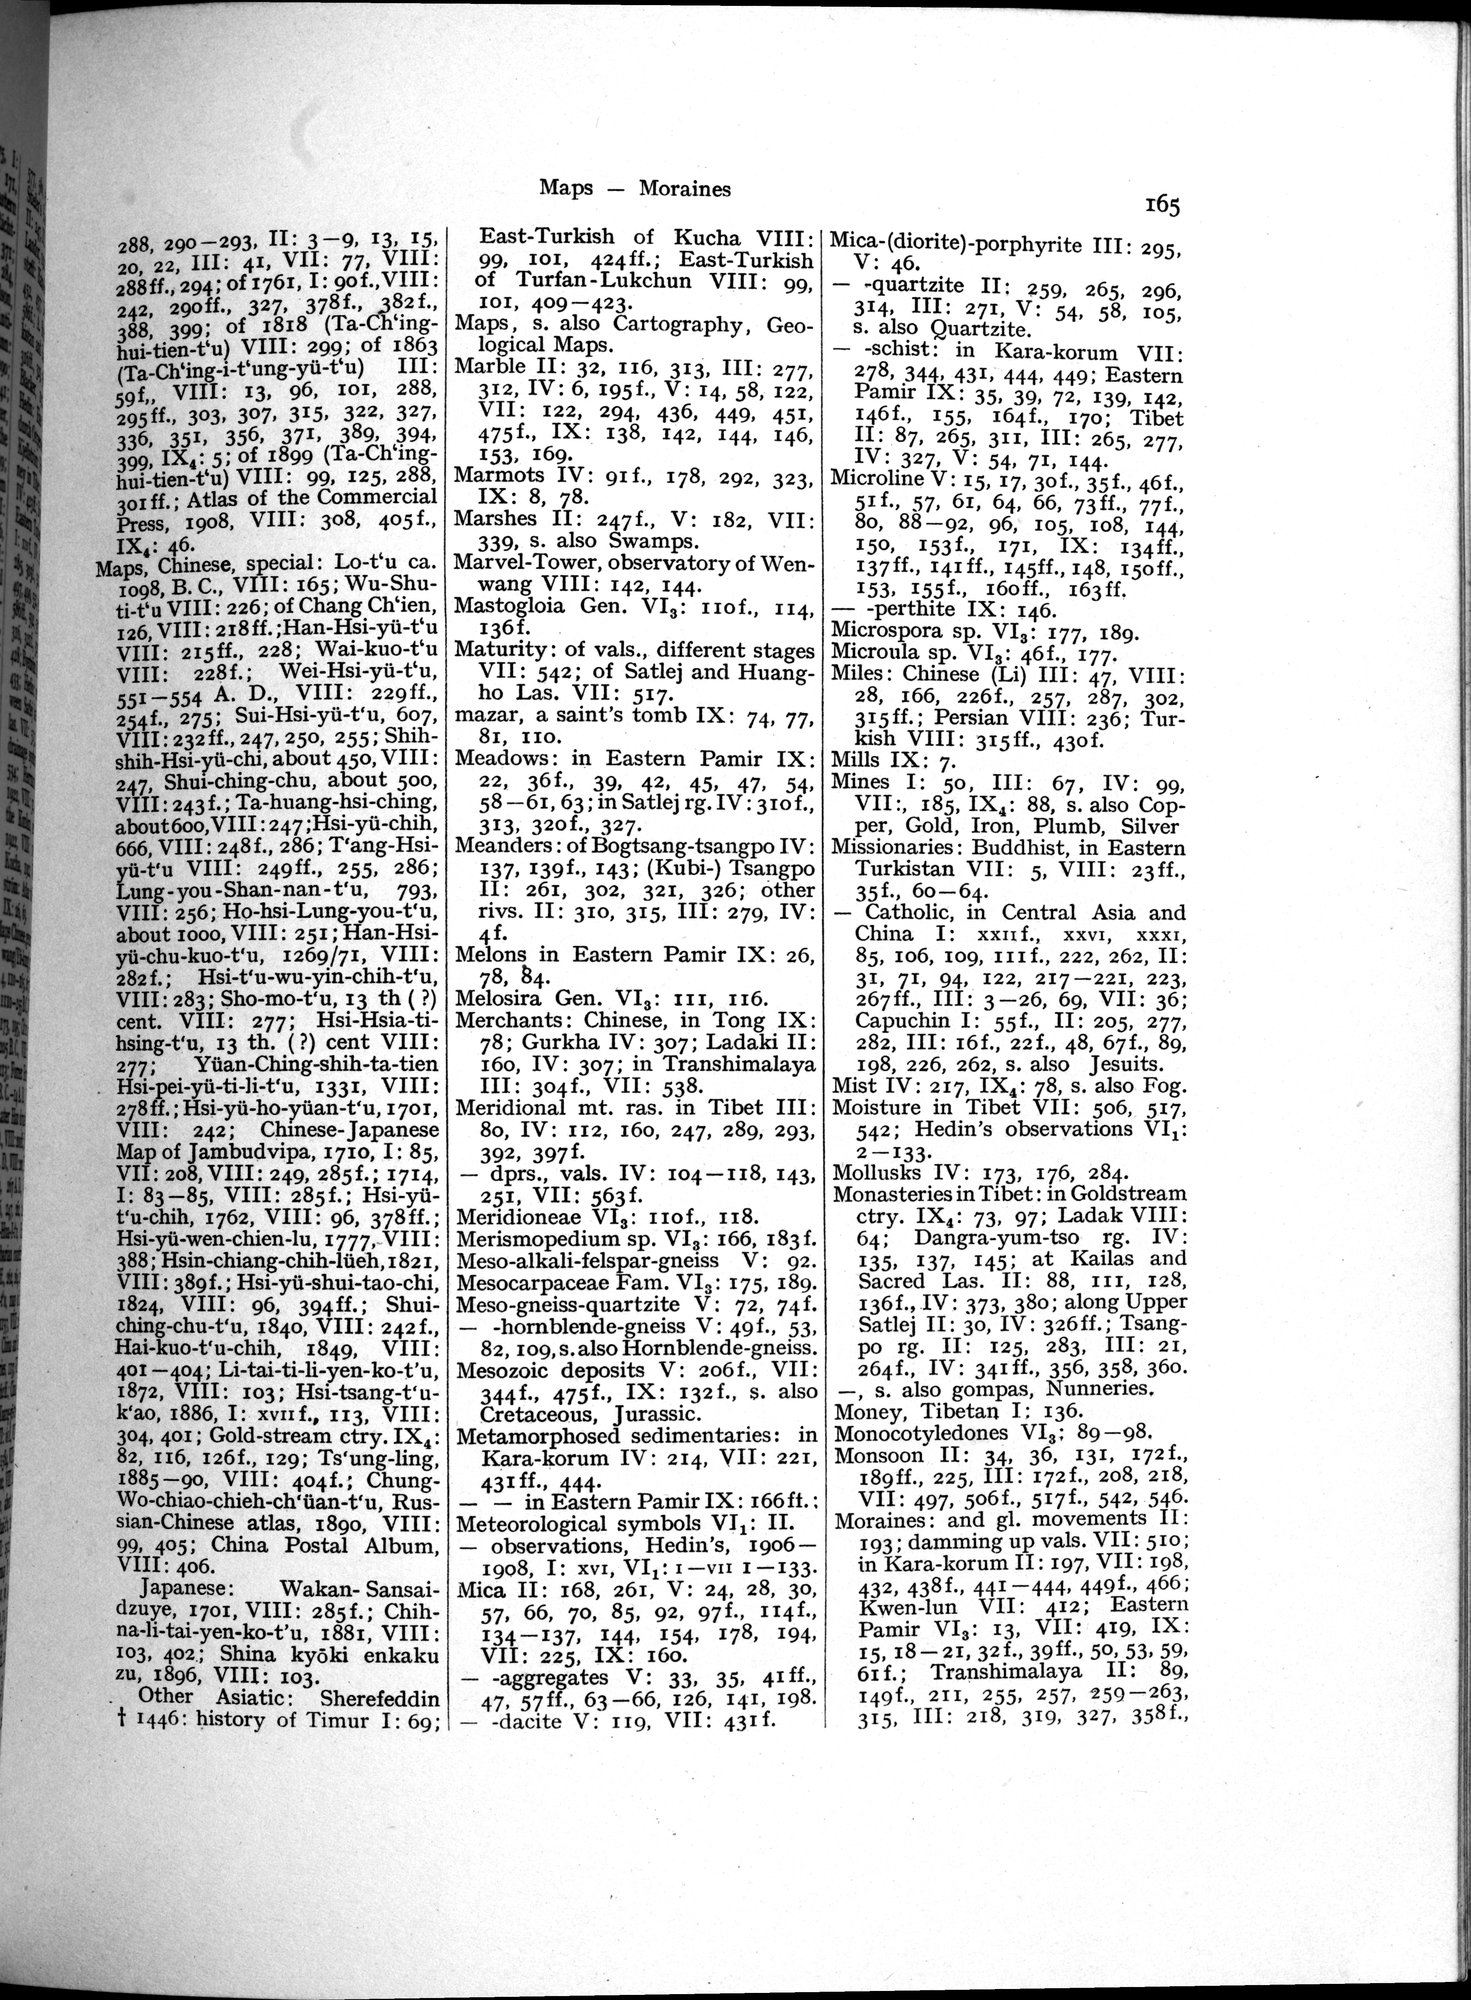 Maps — Moraines
165
288, 290—293, II: 3—9, 13, 15,
20, 22, III: 41, VII: 77, VIII:
288ff., 294; of 1761, I: 90f., VIII:
242, 290ff., 327, 378f., 382f.,
388, 399; of 1818 (Ta-Ch‘ing-
hui-tien-t‘u) VIII: 299; of 1863
(Ta-Ch‘ing-i-t‘ung-yü-t‘u) III:
59f., VIII: 13, 96, 101, 288,
295ff., 303, 307, 315, 322, 327,
336, 351, 356, 371, 389, 394,
399, IX₄: 5; of 1899 (Ta-Ch‘ing-
hui-tien-t‘u) VIII: 99, 125, 288,
301ff.; Atlas of the Commercial
Press, 1908, VIII: 308, 405f.,
IX₄: 46.
Maps, Chinese, special: Lo-t‘u ca.
1098, B. C., VIII: 165; Wu-Shu-
ti-t‘u VIII: 226; of Chang Ch‘ien,
126, VIII: 218ff.; Han-Hsi-yü-t‘u
VIII: 215ff., 228; Wai-kuo-t‘u
VIII: 228f.; Wei-Hsi-yü-t‘u,
551—554 A. D., VIII: 229ff.,
254f., 275; Sui-Hsi-yü-t‘u, 607,
VIII: 232ff., 247, 250, 255; Shih-
shih-Hsi-yü-chi, about 450, VIII:
247, Shui-ching-chu, about 500,
VIII: 243f.; Ta-huang-hsi-ching,
about 600, VIII: 247; Hsi-yü-chih,
666, VIII: 248f., 286; T‘ang-Hsi-
yü-t‘u VIII: 249ff., 255, 286;
Lung-you-Shan-nan-t‘u, 793,
VIII: 256; Ho-hsi-Lung-you-t‘u,
about 1000, VIII: 251; Han-Hsi-
yü-chu-kuo-t‘u, 1269/71, VIII:
282f.; Hsi-t‘u-wu-yin-chih-t‘u,
VIII: 283; Sho-mo-t‘u, 13 th (?)
cent. VIII: 277; Hsi-Hsia-ti-
hsing-t‘u, 13 th. (?) cent VIII:
277; Yüan-Ching-shih-ta-tien
Hsi-pei-yü-ti-li-t‘u, 1331, VIII:
278ff.; Hsi-yü-ho-yüan-t‘u, 1701,
VIII: 242; Chinese-Japanese
Map of Jambudvipa, 1710, I: 85,
VII: 208, VIII: 249, 285f.; 1714,
I: 83—85, VIII: 285f.; Hsi-yü-
t‘u-chih, 1762, VIII: 96, 378ff.;
Hsi-yü-wen-chien-lu, 1777, VIII:
388; Hsin-chiang-chih-lüeh, 1821,
VIII: 389f.; Hsi-yü-shui-tao-chi,
1824, VIII: 96, 394ff.; Shui-
ching-chu-t‘u, 1840, VIII: 242f.,
Hai-kuo-t‘u-chih, 1849, VIII:
401—404; Li-tai-ti-li-yen-ko-t’u,
1872, VIII: 103; Hsi-tsang-t‘u-
k‘ao, 1886, I: xviif., 113, VIII:
304, 401; Gold-stream ctry. IX₄:
82, 116, 126f., 129; Ts‘ung-ling,
1885—90, VIII: 404f.; Chung-
Wo-chiao-chieh-ch‘üan-t‘u, Rus-
sian-Chinese atlas, 1890, VIII:
99, 405; China Postal Album,
VIII: 406.
Japanese: Wakan-Sansai-
dzuye, 1701, VIII: 285f.; Chih-
na-li-tai-yen-ko-t’u, 1881, VIII:
103, 402; Shina kyōki enkaku
zu, 1896, VIII: 103.
Other Asiatic: Sherefeddin
† 1446: history of Timur I: 69;
East-Turkish of Kucha VIII:
99, 101, 424ff.; East-Turkish
of Turfan-Lukchun VIII: 99,
101, 409—423.
Maps, s. also Cartography, Geo-
logical Maps.
Marble II: 32, 116, 313, III: 277,
312, IV: 6, 195f., V: 14, 58, 122,
VII: 122, 294, 436, 449, 451,
475f., IX: 138, 142, 144, 146,
153, 169.
Marmots IV: 91f., 178, 292, 323,
IX: 8, 78.
Marshes II: 247f., V: 182, VII:
339, s. also Swamps.
Marvel-Tower, observatory of Wen-
wang VIII: 142, 144.
Mastogloia Gen. VI₃: 110f., 114,
136f.
Maturity: of vals., different stages
VII: 542; of Satlej and Huang-
ho Las. VII: 517.
mazar, a saint's tomb IX: 74, 77,
81, 110.
Meadows: in Eastern Pamir IX:
22, 36f., 39, 42, 45, 47, 54,
58—61, 63; in Satlej rg. IV: 310f.,
313, 320f., 327.
Meanders: of Bogtsang-tsangpo IV:
137, 139f., 143; (Kubi-) Tsangpo
II: 261, 302, 321, 326; other
rivs. II: 310, 315, III: 279, IV:
4f.
Melons in Eastern Pamir IX: 26,
78, 84.
Melosira Gen. VI₃: 111, 116.
Merchants: Chinese, in Tong IX:
78; Gurkha IV: 307; Ladaki II:
160, IV: 307; in Transhimalaya
III: 304f., VII: 538.
Meridional mt. ras. in Tibet III:
80, IV: 112, 160, 247, 289, 293,
392, 397f.
— dprs., vals. IV: 104—118, 143,
251, VII: 563f.
Meridioneae VI₃: 110f., 118.
Merismopedium sp. VI₃: 166, 183f.
Meso-alkali-felspar-gneiss V: 92.
Mesocarpaceae Fam. VI₃: 175, 189.
Meso-gneiss-quartzite V: 72, 74f.
— -hornblende-gneiss V: 49f., 53,
82, 109, s. also Hornblende-gneiss.
Mesozoic deposits V: 206f., VII:
344f., 475f., IX: 132f., s. also
Cretaceous, Jurassic.
Metamorphosed sedimentaries: in
Kara-korum IV: 214, VII: 221,
431ff., 444.
— — in Eastern Pamir IX: 166ft.;
Meteorological symbols VI₁: II.
— observations, Hedin's, 1906—
1908, I: xvi, VI₁: 1—vii 1—133.
Mica II: 168, 261, V: 24, 28, 30,
57, 66, 70, 85, 92, 97f., 114f.,
134—137, 144, 154, 178, 194,
VII: 225, IX: 160.
— -aggregates V: 33, 35, 41ff.,
47, 57ff., 63—66, 126, 141, 198.
— -dacite V: 119, VII: 431f.
Mica-(diorite)-porphyrite III: 295,
V: 46.
— -quartzite II: 259, 265, 296,
314, III: 271, V: 54, 58, 105,
s. also Quartzite.
— -schist: in Kara-korum VII:
278, 344, 431, 444, 449; Eastern
Pamir IX: 35, 39, 72, 139, 142,
146f., 155, 164f., 170; Tibet
II: 87, 265, 311, III: 265, 277,
IV: 327, V: 54, 71, 144.
Microline V: 15, 17, 30f., 35f., 46f.,
51f., 57, 61, 64, 66, 73ff., 77f.,
80, 88—92, 96, 105, 108, 144,
150, 153f., 171, IX: 134ff.,
137ff., 141ff., 145ff., 148, 150ff.,
153, 155f., 160ff., 163ff.
— -perthite IX: 146.
Microspora sp. VI₃: 177, 189.
Microula sp. VI₃: 46f., 177.
Miles: Chinese (Li) III: 47, VIII:
28, 166, 226f., 257, 287, 302,
315ff.; Persian VIII: 236; Tur-
kish VIII: 315ff., 430f.
Mills IX: 7.
Mines I: 50, III: 67, IV: 99,
VII:, 185, IX₄: 88, s. also Cop-
per, Gold, Iron, Plumb, Silver
Missionaries: Buddhist, in Eastern
Turkistan VII: 5, VIII: 23ff.,
35f., 60—64.
— Catholic, in Central Asia and
China I: xxiif., xxvi, xxxi,
85, 106, 109, 111f., 222, 262, II:
31, 71, 94, 122, 217—221, 223,
267ff., III: 3—26, 69, VII: 36;
Capuchin I: 55f., II: 205, 277,
282, III: 16f., 22f., 48, 67f., 89,
198, 226, 262, s. also Jesuits.
Mist IV: 217, IX₄: 78, s. also Fog.
Moisture in Tibet VII: 506, 517,
542; Hedin's observations VI₁:
2—133.
Mollusks IV: 173, 176, 284.
Monasteries in Tibet: in Goldstream
ctry. IX₄: 73, 97; Ladak VIII:
64; Dangra-yum-tso rg. IV:
135, 137, 145; at Kailas and
Sacred Las. II: 88, 111, 128,
136f., IV: 373, 380; along Upper
Satlej II: 30, IV: 326ff.; Tsang-
po rg. II: 125, 283, III: 21,
264f., IV: 341ff., 356, 358, 360.
—, s. also gompas, Nunneries.
Money, Tibetan I: 136.
Monocotyledones VI₃: 89—98.
Monsoon II: 34, 36, 131, 172f.,
189ff., 225, III: 172f., 208, 218,
VII: 497, 506f., 517f., 542, 546.
Moraines: and gl. movements II:
193; damming up vals. VII: 510;
in Kara-korum II: 197, VII: 198,
432, 438f., 441—444, 449f., 466;
Kwen-lun VII: 412; Eastern
Pamir VI₃: 13, VII: 419, IX:
15, 18—21, 32f., 39ff., 50, 53, 59,
61f.; Transhimalaya II: 89,
149f., 211, 255, 257, 259—263,
315, III: 218, 319, 327, 358f.,